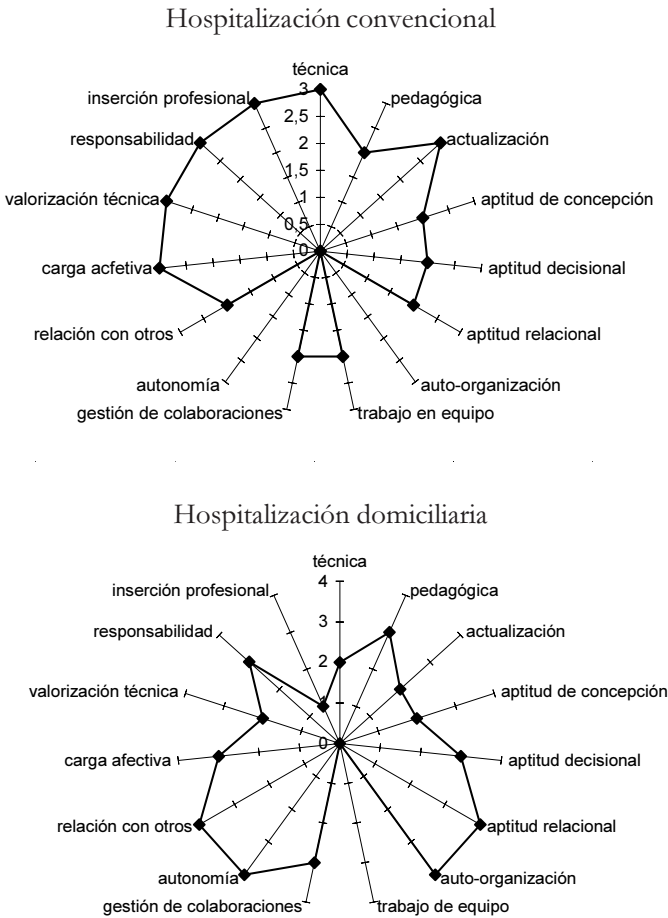 Hospitalización convencional
técnica
inserción profesional
pedagógica
responsabilidad
actualización
valorización técnica
aptitud de concepción
carga acfetiva
aptitud decisional
relación con otros
aptitud relacional
autonomía
auto-organización
gestión de colaboraciones
trabajo en equipo
3
2,5
2
1,5
1
0,5
0
Hospitalización domiciliaria
técnica
inserción profesional
pedagógica
responsabilidad
actualización
valorización técnica
aptitud de concepción
carga afectiva
aptitud decisional
relación con otros
aptitud relacional
autonomía
auto-organización
gestión de colaboraciones
trabajo de equipo
4
3
2
1
0